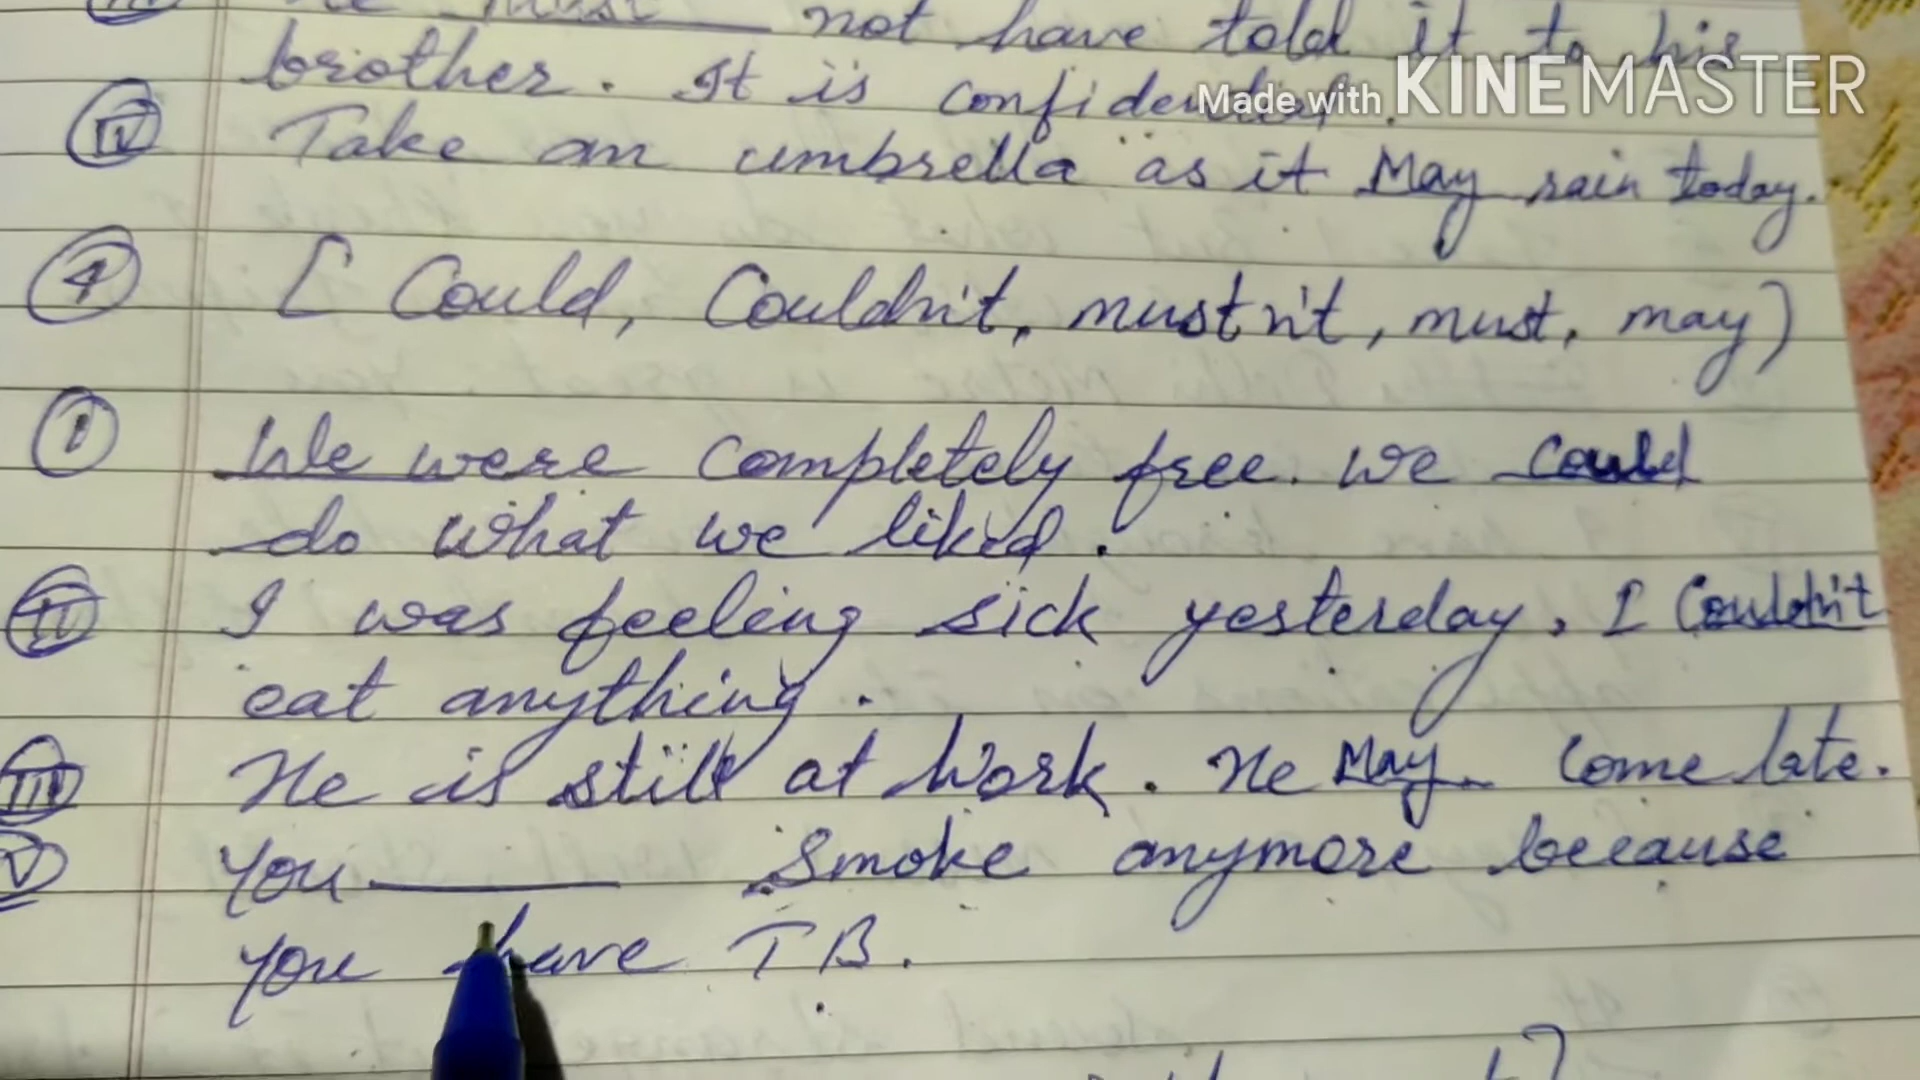 must not have told it to his
Made with KINEMASTER
brother. It is confidential.
IV Take an umbrella as it May rain today.
4 [ Could, Couldn't, mustn't, must, may)
I We were completely free. we could
do what we liked.
II I was feeling sick yesterday, I Couldn't
eat anything.
III He is still at work. He May come late.
V You ______ Smoke anymore because
you have TB.